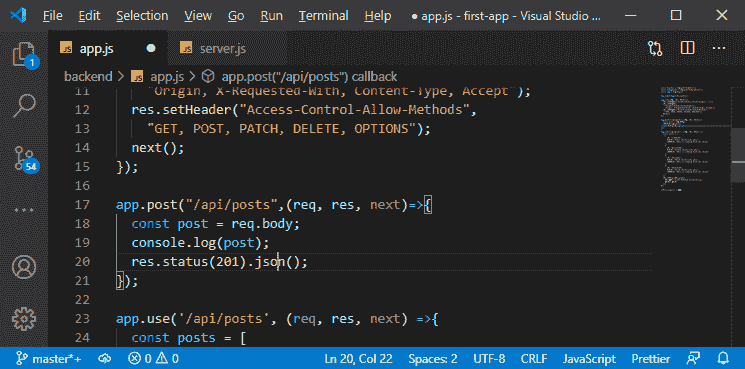 File Edit Selection View Go Run Terminal Help ● app.js - first-app - Visual Studio ...
JS app.js ● JS server.js
backend > JS app.js > app.post("/api/posts") callback
11 "Origin, X-Requested-With, Content-Type, Accept");
12 res.setHeader("Access-Control-Allow-Methods",
13 "GET, POST, PATCH, DELETE, OPTIONS");
14 next();
15 });
16
17 app.post("/api/posts",(req, res, next)=>{
18 const post = req.body;
19 console.log(post);
20 res.status(201).json();
21 });
22
23 app.use('/api/posts', (req, res, next) =>{
24 const posts = [
1
54
master*+ 0 0 Ln 20, Col 22 Spaces: 2 UTF-8 CRLF JavaScript Prettier